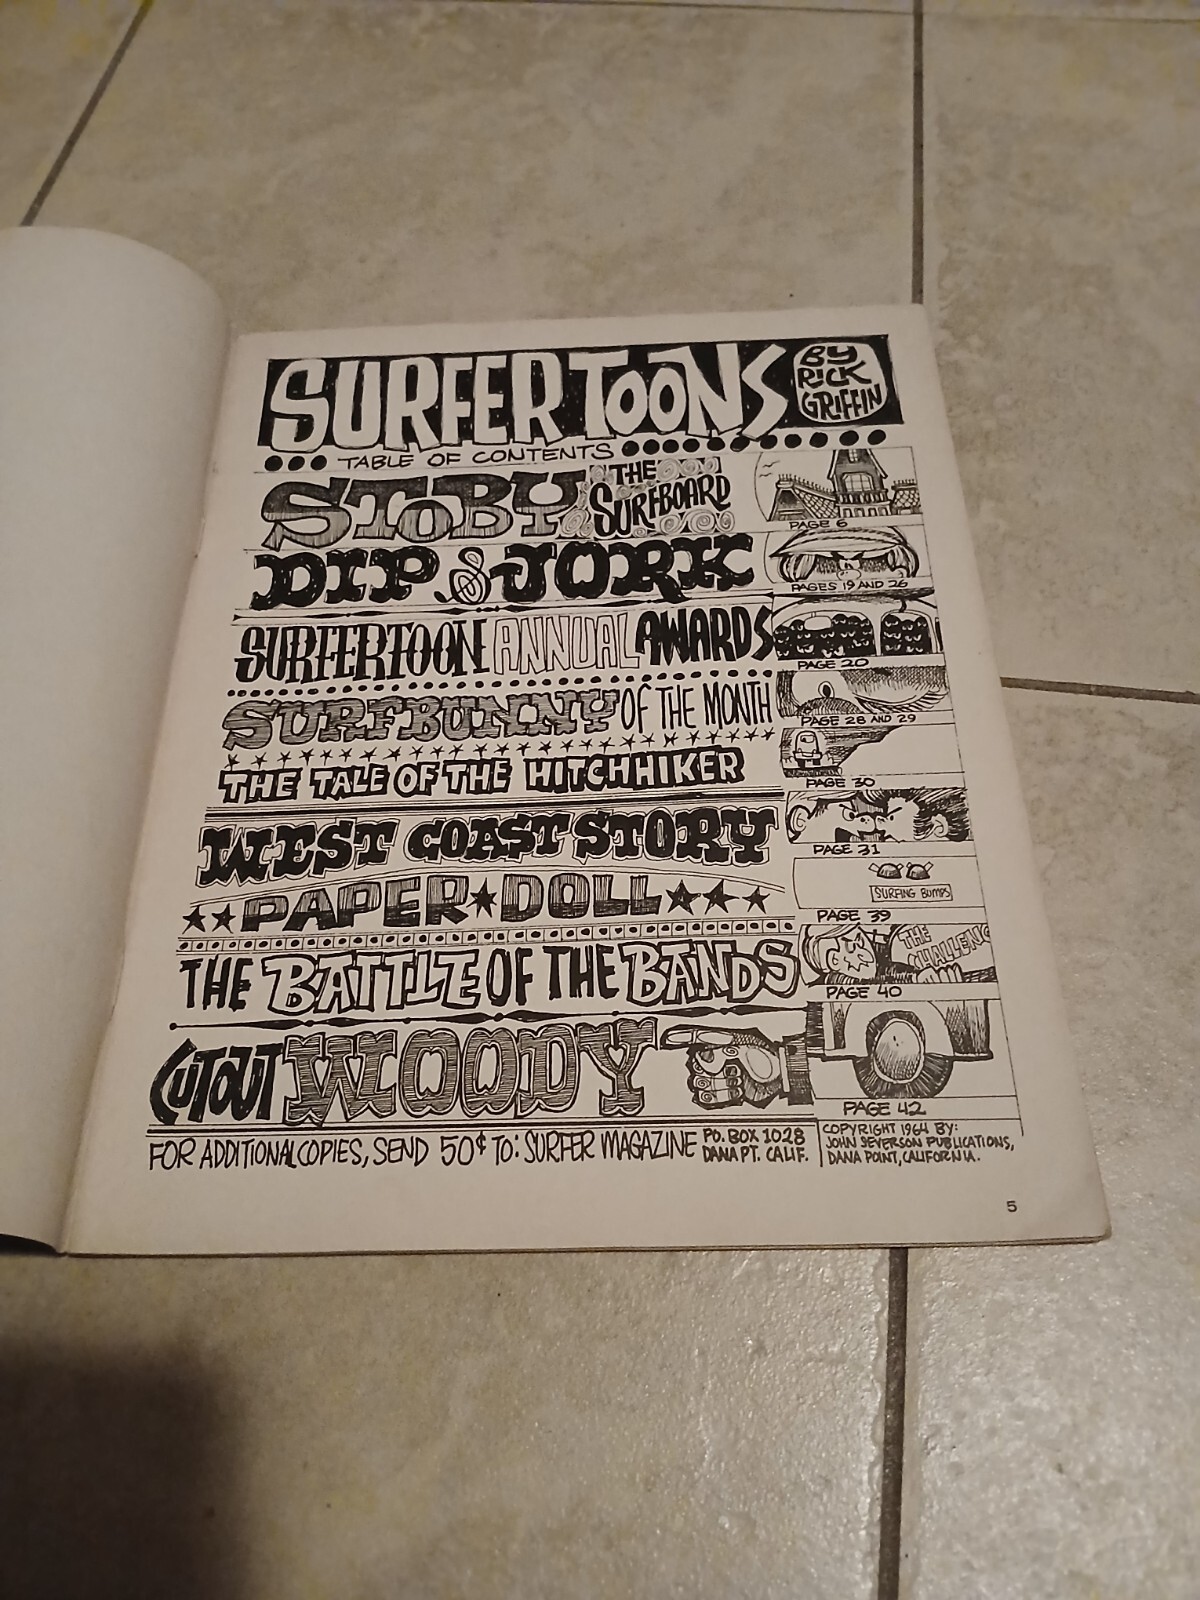 SURFERTOONS BY RICK GRIFFIN
TABLE OF CONTENTS
STOBY THE SURFBOARD
PAGE 6
DIP & JORK
PAGES 19 AND 26
SURFERTOON ANNUAL AWARDS
PAGE 20
SURFBUNNY OF THE MONTH
PAGE 28 AND 29
THE TALE OF THE HITCHHIKER
PAGE 30
WEST COAST STORY
PAGE 31
PAPER DOLL
SURFING BUMPS
PAGE 39
THE BATTLE OF THE BANDS
THE
CHALLENG
PAGE 40
CUTOUT WOODY
PAGE 42
FOR ADDITIONAL COPIES, SEND 50¢ TO: SURFER MAGAZINE P.O. BOX 1028
DANA PT. CALIF.
COPYRIGHT 1964 BY:
JOHN SEVERSON PUBLICATIONS,
DANA POINT, CALIFORNIA.
5